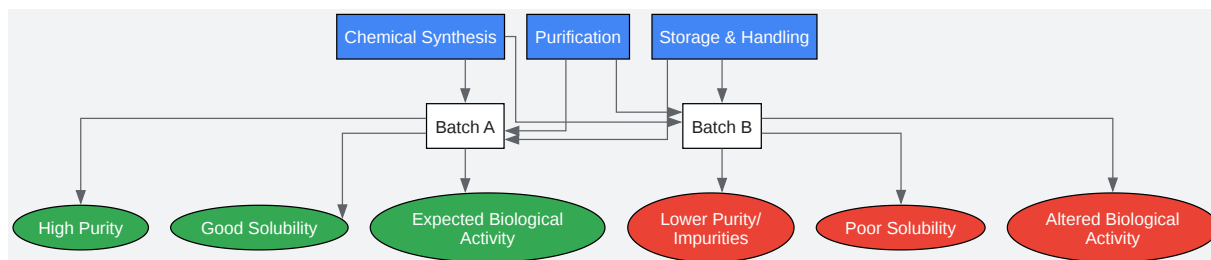 Chemical Synthesis
Purification
Storage & Handling
Batch A
Batch B
High Purity
Good Solubility
Expected Biological
Activity
Lower Purity/
Impurities
Poor Solubility
Altered Biological
Activity